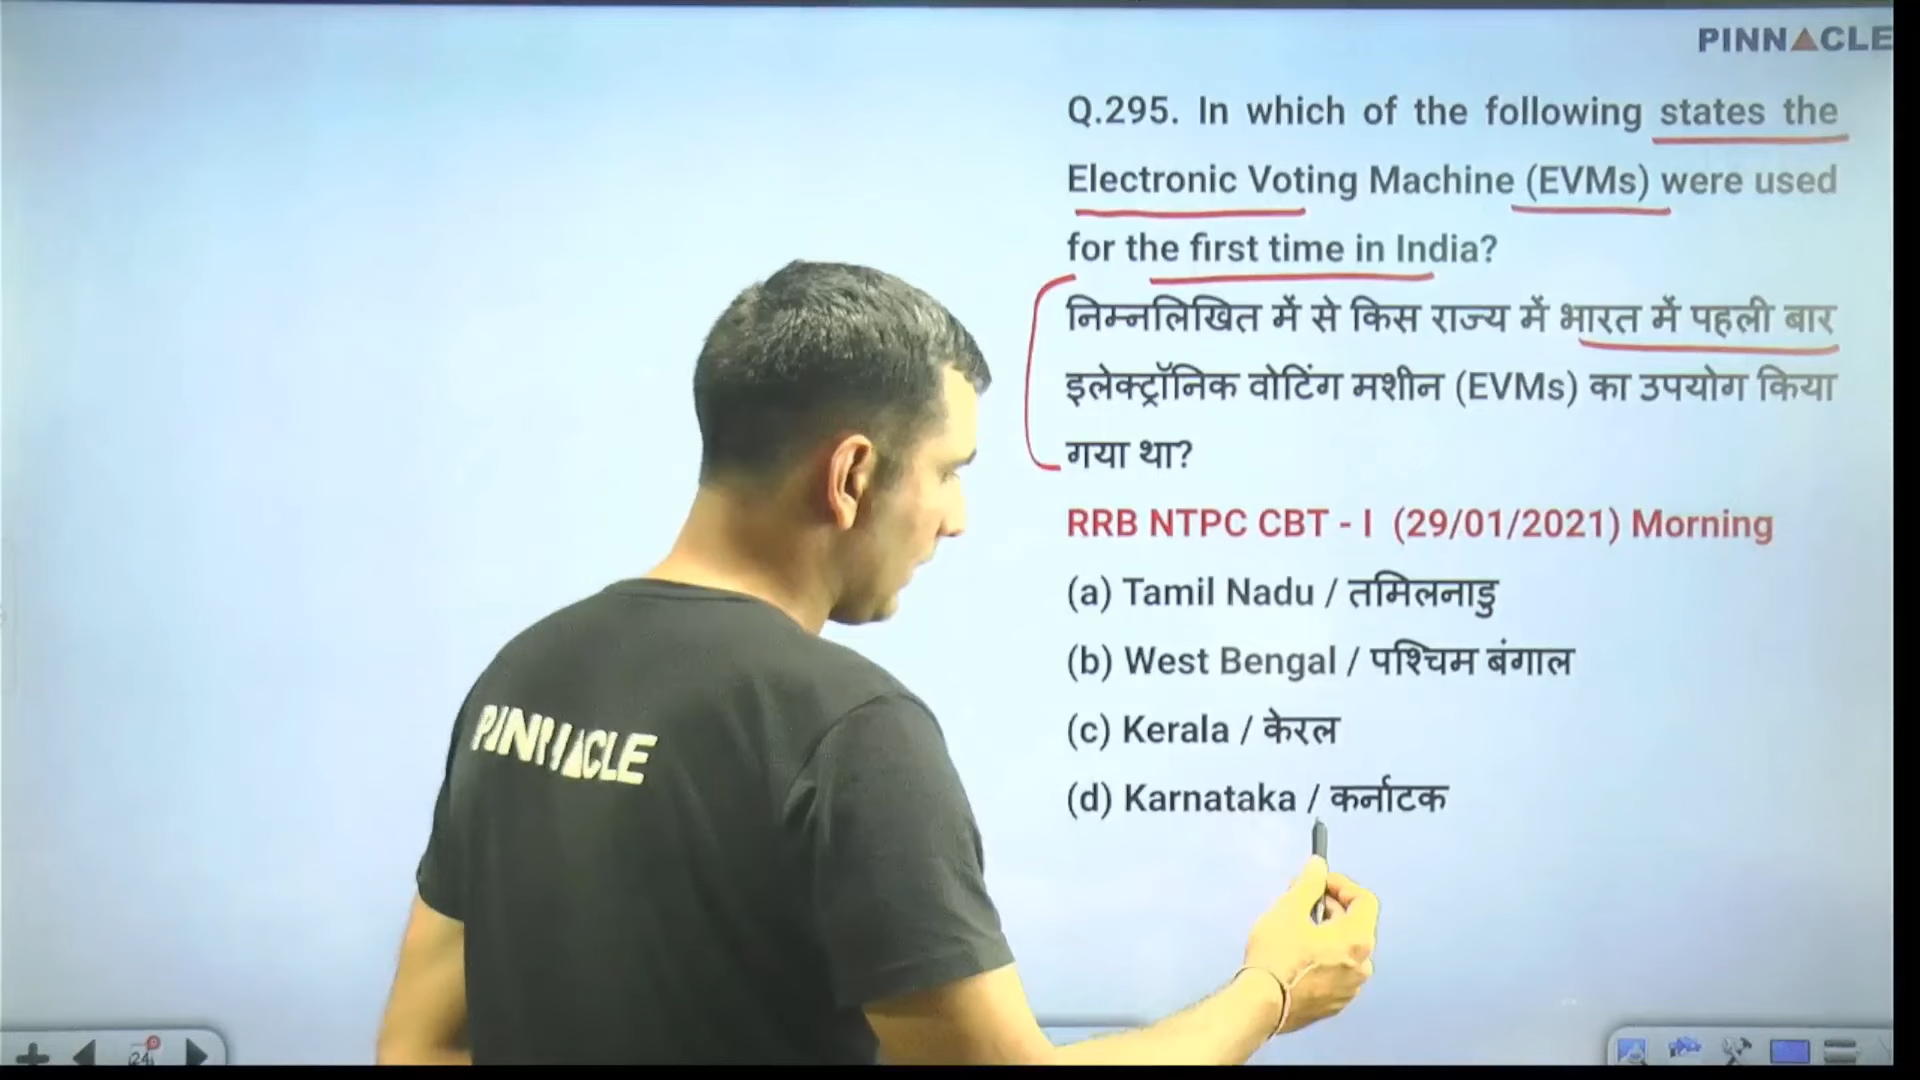 PINNACLE
Q.295. In which of the following states the
Electronic Voting Machine (EVMs) were used
for the first time in India?
निम्नलिखित में से किस राज्य में भारत में पहली बार
इलेक्ट्रॉनिक वोटिंग मशीन (EVMs) का उपयोग किया
गया था?
RRB NTPC CBT - I (29/01/2021) Morning
(a) Tamil Nadu / तमिलनाडु
(b) West Bengal / पश्चिम बंगाल
(c) Kerala / केरल
(d) Karnataka / कर्नाटक
PINNACLE
24